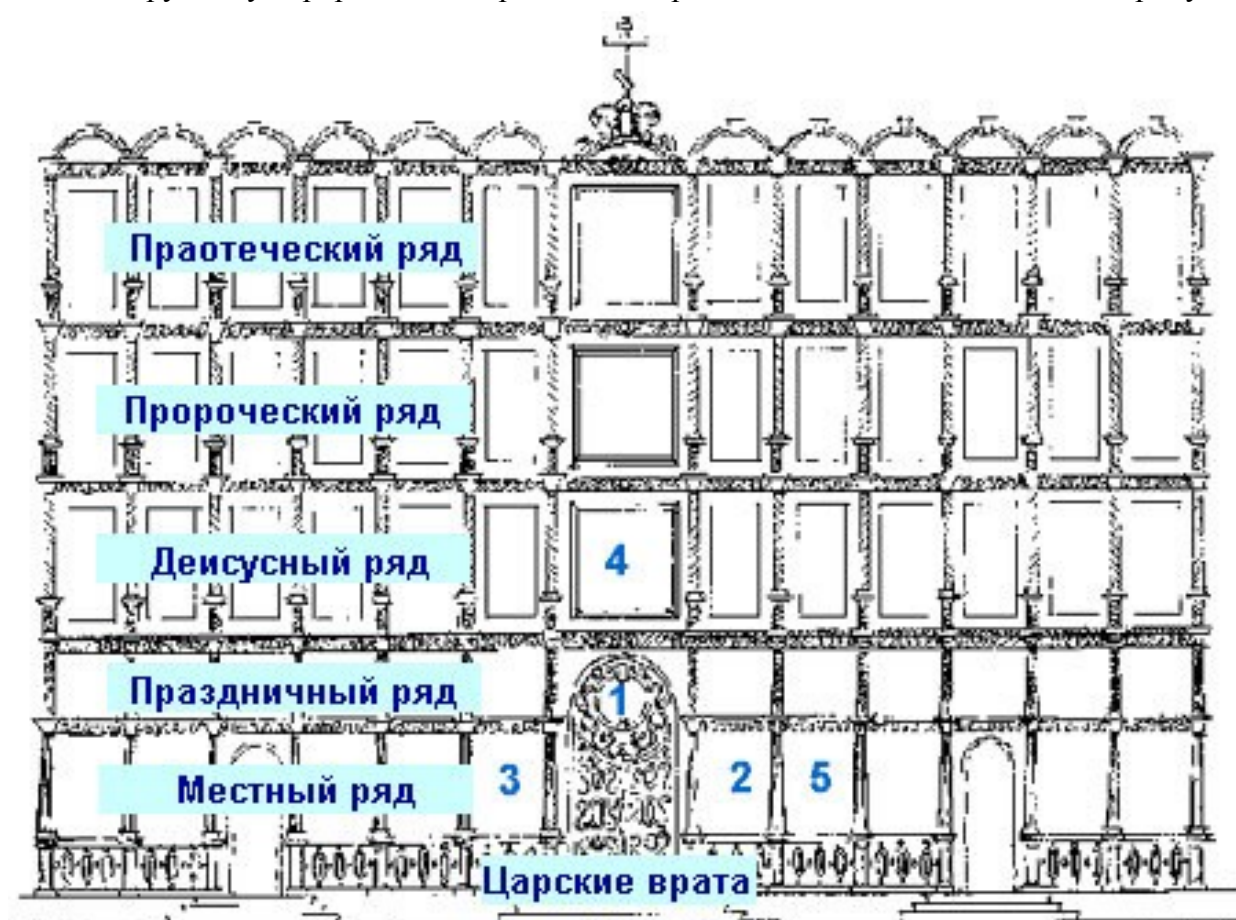 Праотеческий ряд
Пророческий ряд
Деисусный ряд
4
Праздничный ряд
1
Местный ряд
3
2
5
Царские врата